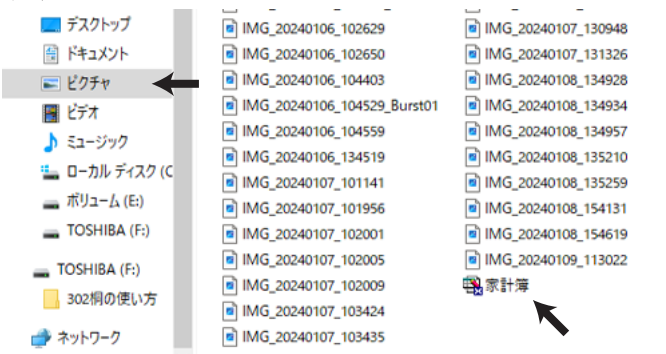 デスクトップ
ドキュメント
ピクチャ
ビデオ
ミュージック
ローカル ディスク (C
ボリューム (E:)
TOSHIBA (F:)
TOSHIBA (F:)
302桐の使い方
ネットワーク
IMG_20240106_102629
IMG_20240106_102650
IMG_20240106_104403
IMG_20240106_104529_Burst01
IMG_20240106_104559
IMG_20240106_134519
IMG_20240107_101141
IMG_20240107_101956
IMG_20240107_102001
IMG_20240107_102005
IMG_20240107_102009
IMG_20240107_103424
IMG_20240107_103435
IMG_20240107_130948
IMG_20240107_131326
IMG_20240108_134928
IMG_20240108_134934
IMG_20240108_134957
IMG_20240108_135210
IMG_20240108_135259
IMG_20240108_154131
IMG_20240108_154619
IMG_20240109_113022
家計簿